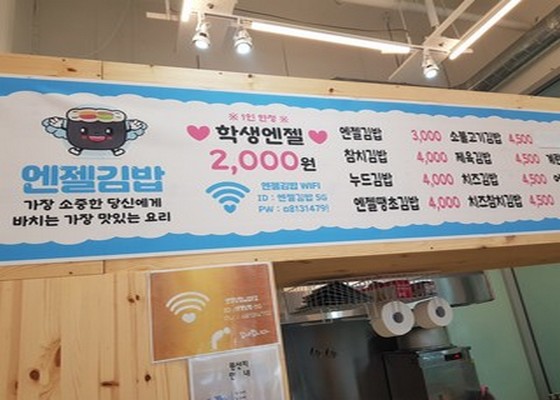 엔젤김밥
가장 소중한 당신에게
바치는 가장 맛있는 요리
※ 1인 한정 ※
학생엔젤
2,000원
엔젤김밥 WIFI
ID : 엔젤김밥 5G
PW : a8131479!
엔젤김밥 3,000 소불고기김밥 4,500
참치김밥 4,000 제육김밥 4,500
누드김밥 4,000 치즈김밥 4,500
엔젤땡초김밥 4,000 치즈참치김밥 4,500